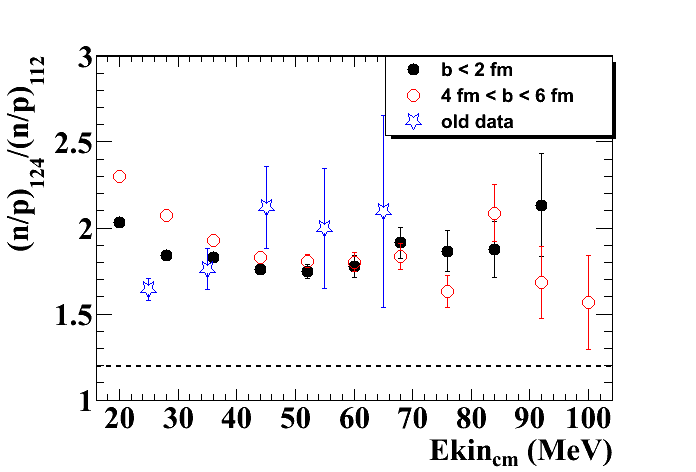 3
2.5
2
1.5
1
(n/p)124/(n/p)112
b < 2 fm
4 fm < b < 6 fm
old data
20 30 40 50 60 70 80 90 100
Ekincm (MeV)